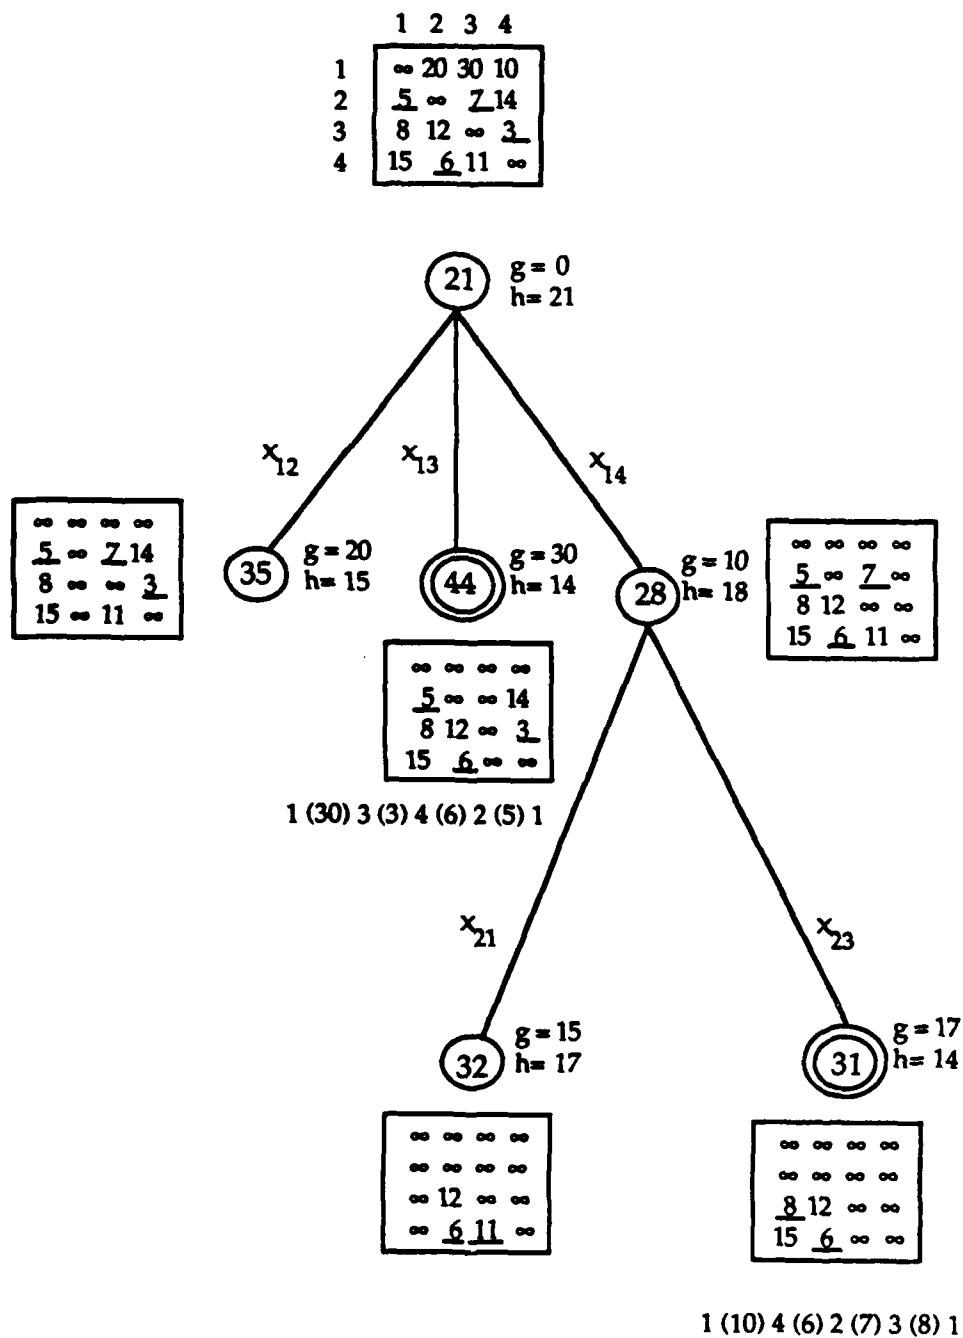 1 2 3 4
1 ∞ 20 30 10
2 5 ∞ 7 14
3 8 12 ∞ 3
4 15 6 11 ∞
21
g = 0
h= 21
x12
x13
x14
∞ ∞ ∞ ∞
5 ∞ 7 14
8 ∞ ∞ 3
15 ∞ 11 ∞
35
g = 20
h= 15
44
g = 30
h= 14
28
g = 10
h= 18
∞ ∞ ∞ ∞
5 ∞ 7 ∞
8 12 ∞ ∞
15 6 11 ∞
∞ ∞ ∞ ∞
5 ∞ ∞ 14
8 12 ∞ 3
15 6 ∞ ∞
1 (30) 3 (3) 4 (6) 2 (5) 1
x21
x23
32
g = 15
h= 17
31
g = 17
h= 14
∞ ∞ ∞ ∞
∞ ∞ ∞ ∞
∞ 12 ∞ ∞
∞ 6 11 ∞
∞ ∞ ∞ ∞
∞ ∞ ∞ ∞
8 12 ∞ ∞
15 6 ∞ ∞
1 (10) 4 (6) 2 (7) 3 (8) 1